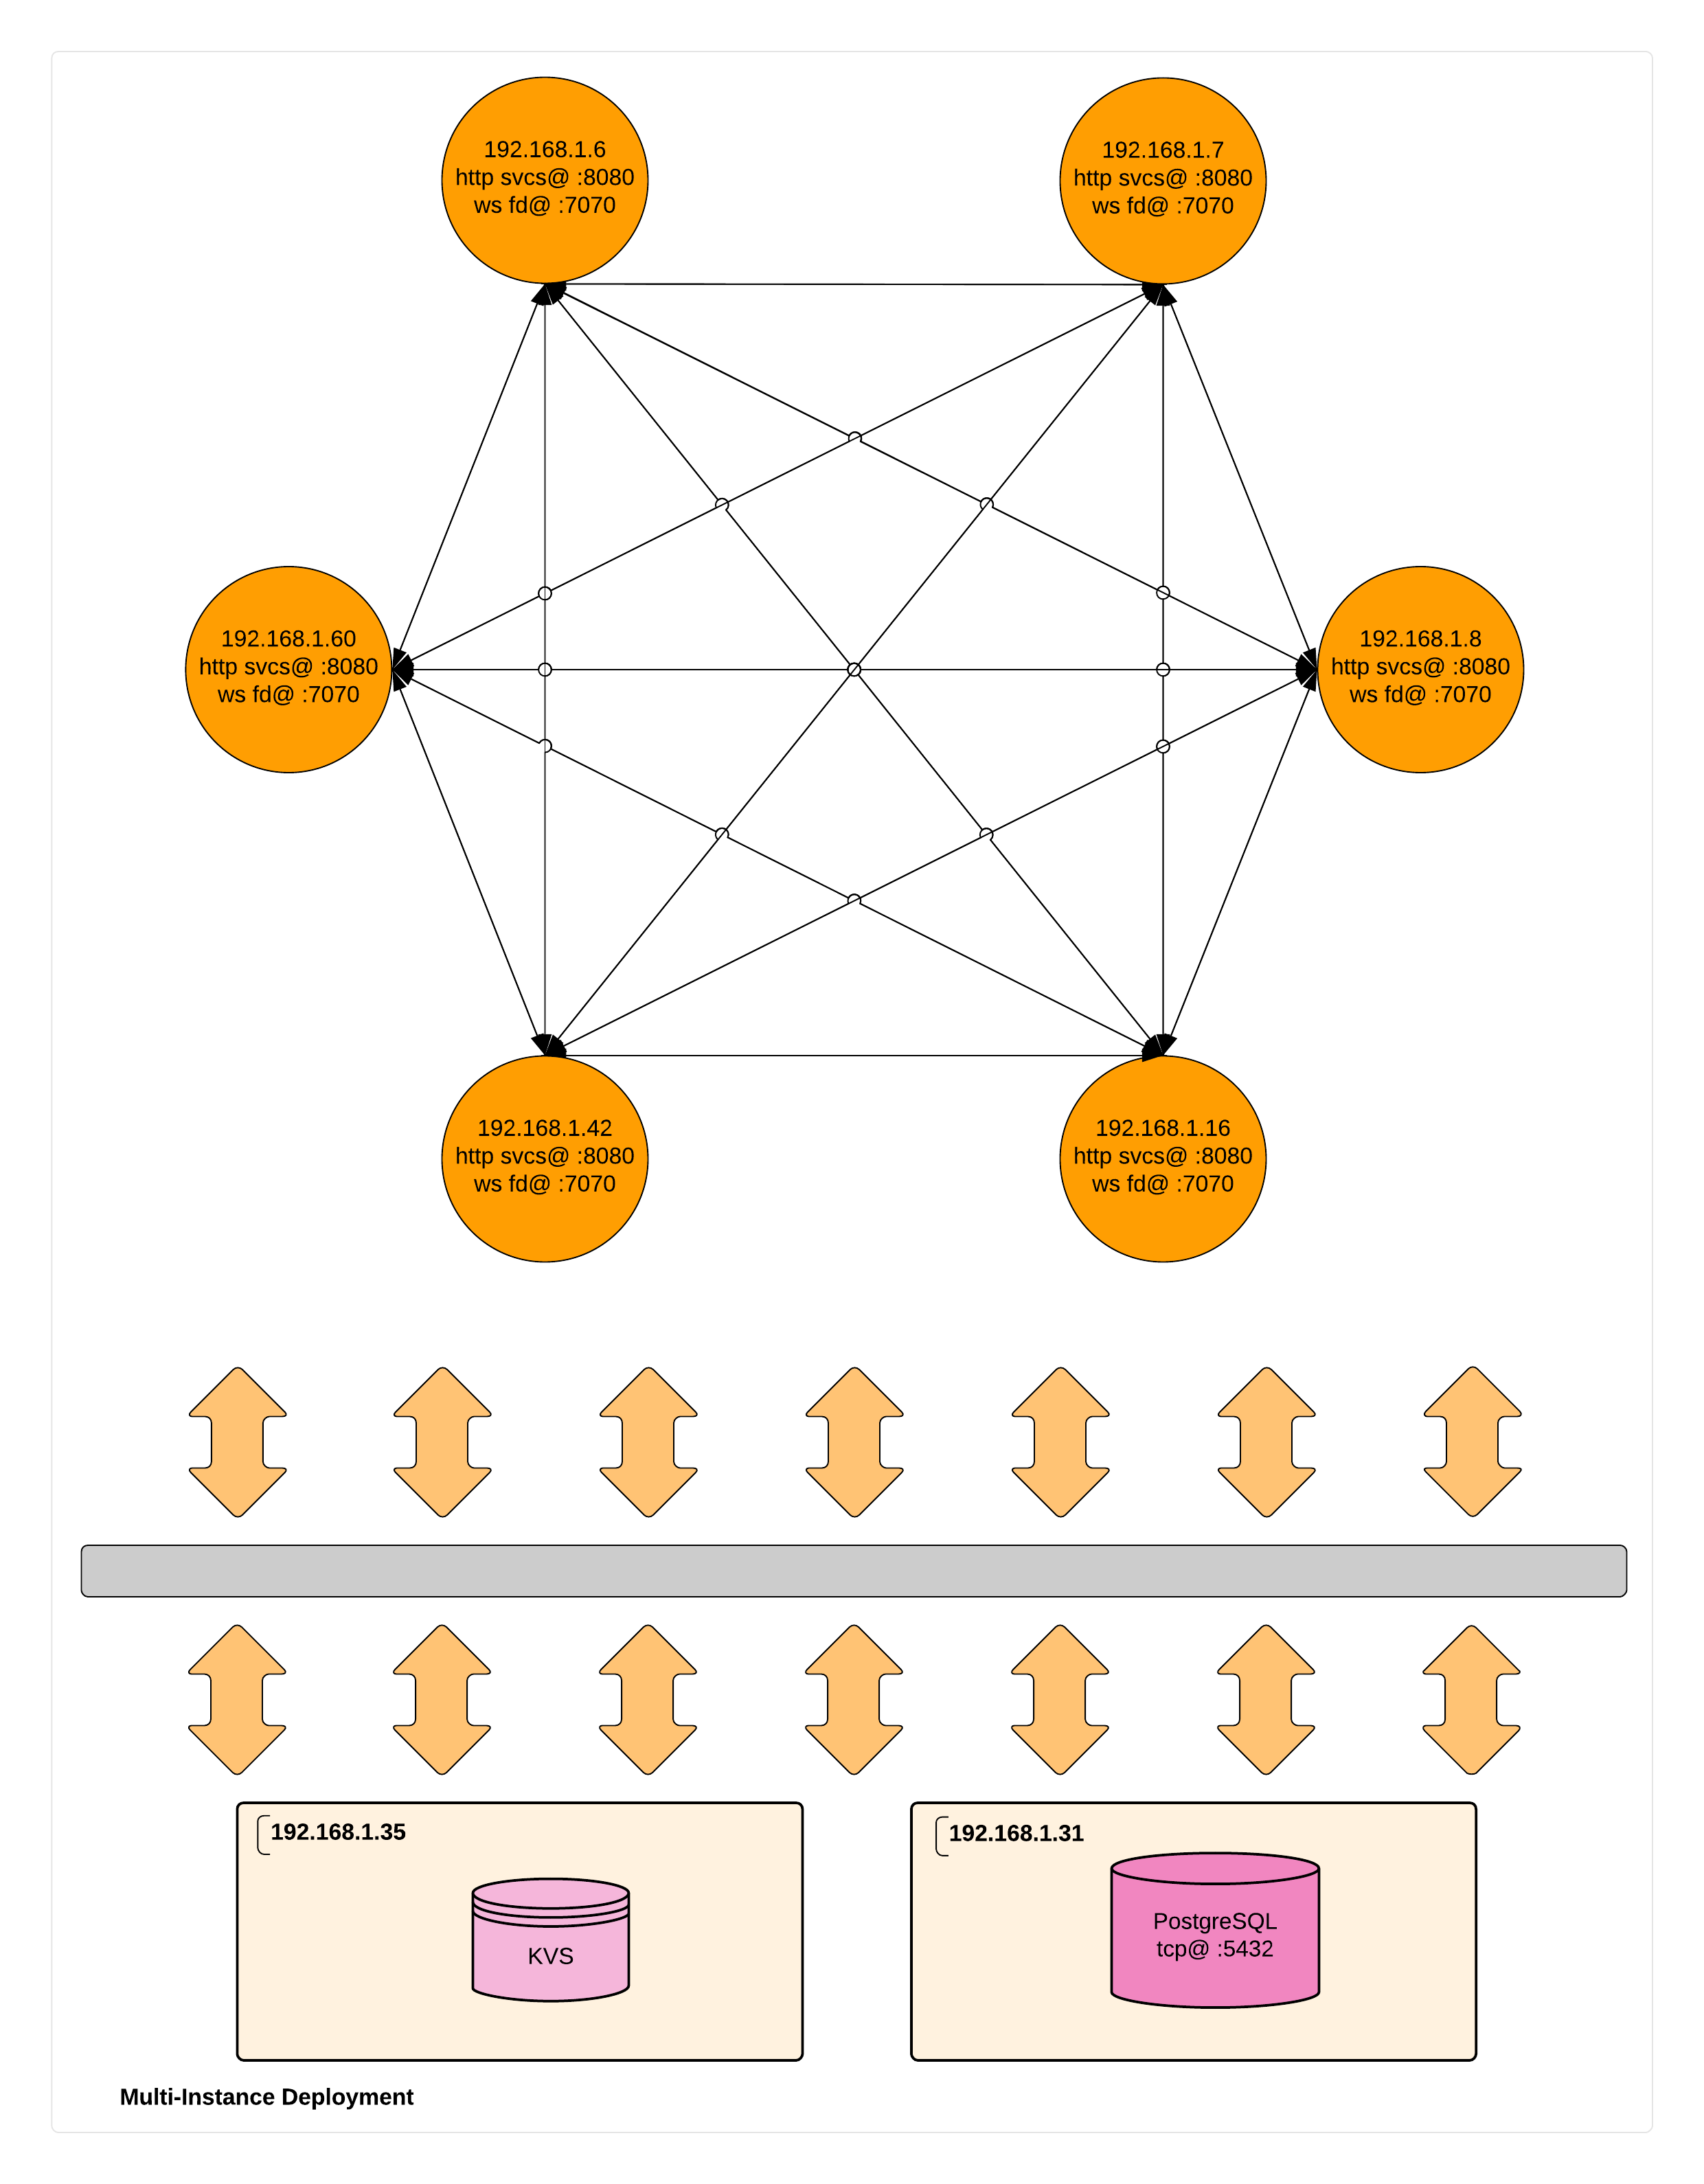 192.168.1.6
http svcs@ :8080
ws fd@ :7070
192.168.1.7
http svcs@ :8080
ws fd@ :7070
192.168.1.60
http svcs@ :8080
ws fd@ :7070
192.168.1.8
http svcs@ :8080
ws fd@ :7070
192.168.1.42
http svcs@ :8080
ws fd@ :7070
192.168.1.16
http svcs@ :8080
ws fd@ :7070
192.168.1.35
KVS
192.168.1.31
PostgreSQL
tcp@ :5432
Multi-Instance Deployment